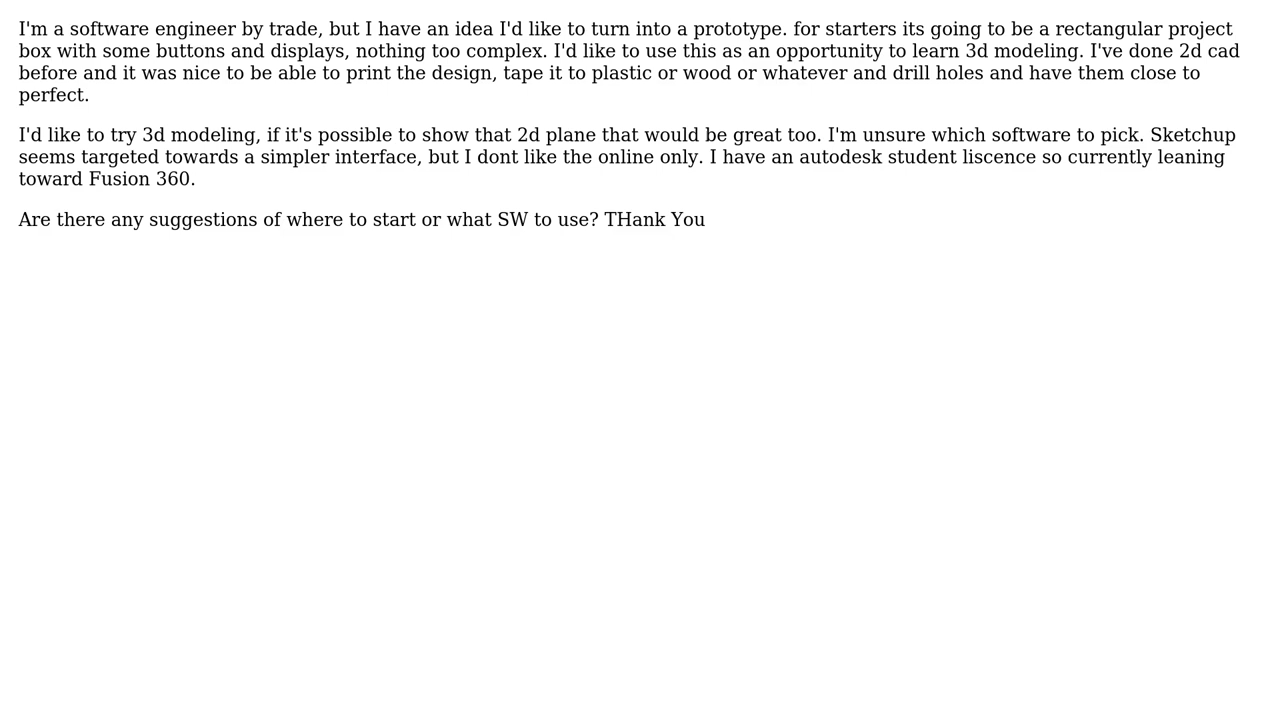 I'm a software engineer by trade, but I have an idea I'd like to turn into a prototype. for starters its going to be a rectangular project
box with some buttons and displays, nothing too complex. I'd like to use this as an opportunity to learn 3d modeling. I've done 2d cad
before and it was nice to be able to print the design, tape it to plastic or wood or whatever and drill holes and have them close to
perfect.
I'd like to try 3d modeling, if it's possible to show that 2d plane that would be great too. I'm unsure which software to pick. Sketchup
seems targeted towards a simpler interface, but I dont like the online only. I have an autodesk student liscence so currently leaning
toward Fusion 360.
Are there any suggestions of where to start or what SW to use? THank You